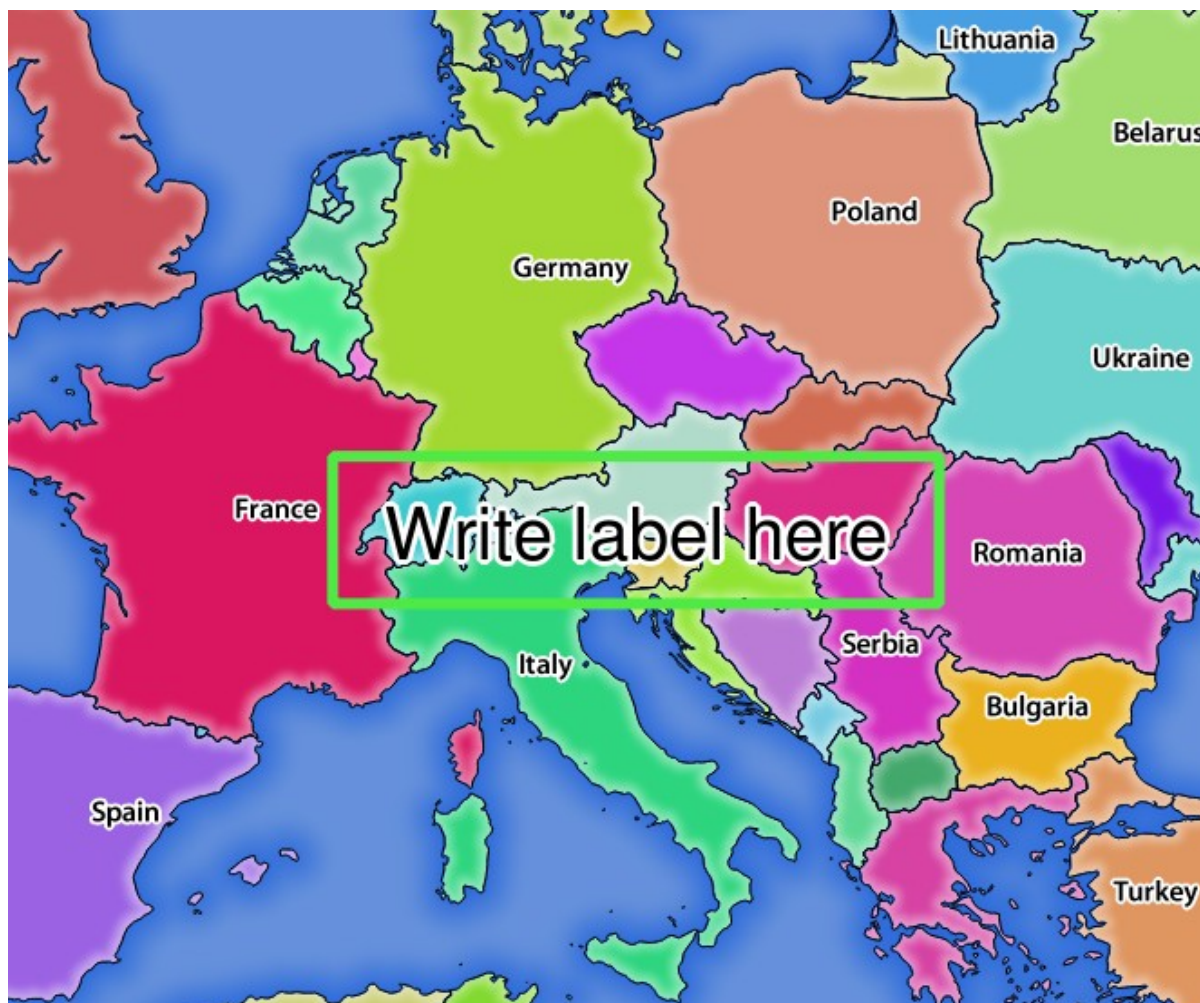 Lithuania
Belarus
Poland
Germany
Ukraine
France
Write label here
Romania
Serbia
Italy
Bulgaria
Spain
Turkey